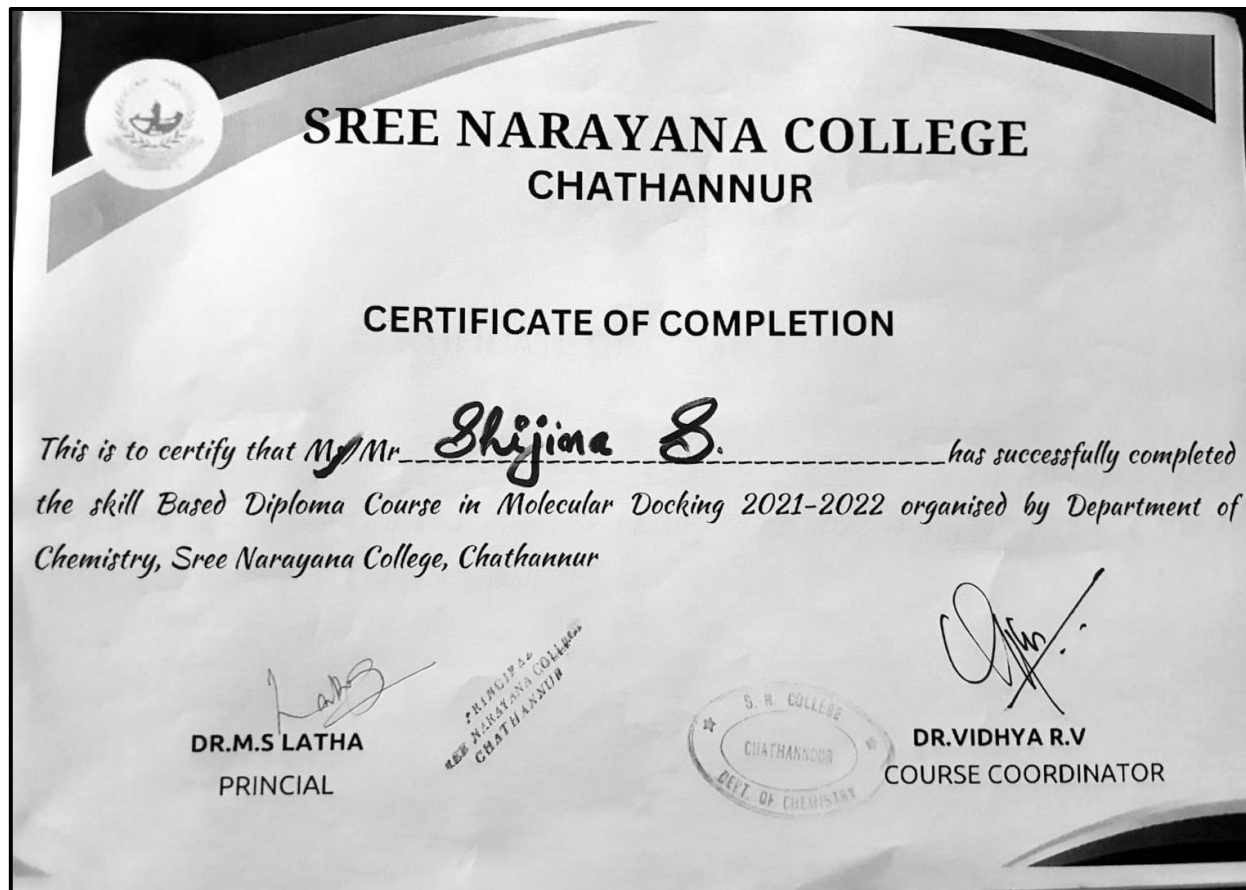 SREE NARAYANA COLLEGE
CHATHANNUR
CERTIFICATE OF COMPLETION
This is to certify that Ms/Mr Shijina S. has successfully completed
the skill Based Diploma Course in Molecular Docking 2021-2022 organised by Department of
Chemistry, Sree Narayana College, Chathannur
DR.M.S LATHA
PRINCIAL
PRINCIPAL
REE NARAYANA COLLEGE
CHATHANNUR
S. N. COLLEGE
CHATHANNOOR
DEPT. OF CHEMISTRY
DR.VIDHYA R.V
COURSE COORDINATOR